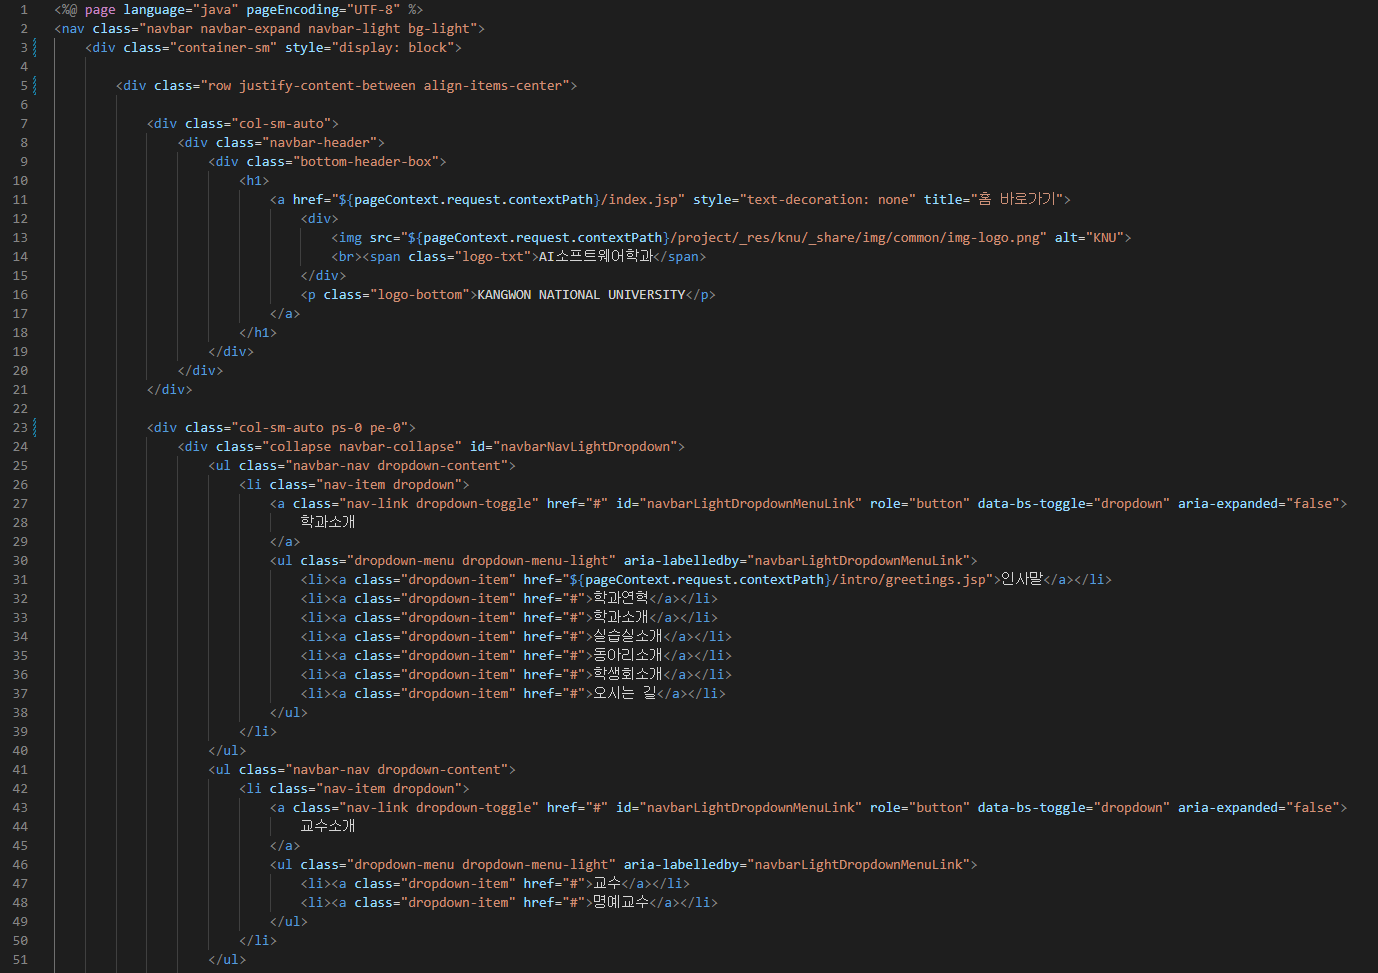 1 <%@ page language="java" pageEncoding="UTF-8" %>
2 <nav class="navbar navbar-expand navbar-light bg-light">
3 <div class="container-sm" style="display: block">
4
5 <div class="row justify-content-between align-items-center">
6
7 <div class="col-sm-auto">
8 <div class="navbar-header">
9 <div class="bottom-header-box">
10 <h1>
11 <a href="${pageContext.request.contextPath}/index.jsp" style="text-decoration: none" title="홈 바로가기">
12 <div>
13 <img src="${pageContext.request.contextPath}/project/_res/knu/_share/img/common/img-logo.png" alt="KNU">
14 <br><span class="logo-txt">AI소프트웨어학과</span>
15 </div>
16 <p class="logo-bottom">KANGWON NATIONAL UNIVERSITY</p>
17 </a>
18 </h1>
19 </div>
20 </div>
21 </div>
22
23 <div class="col-sm-auto ps-0 pe-0">
24 <div class="collapse navbar-collapse" id="navbarNavLightDropdown">
25 <ul class="navbar-nav dropdown-content">
26 <li class="nav-item dropdown">
27 <a class="nav-link dropdown-toggle" href="#" id="navbarLightDropdownMenuLink" role="button" data-bs-toggle="dropdown" aria-expanded="false">
28 학과소개
29 </a>
30 <ul class="dropdown-menu dropdown-menu-light" aria-labelledby="navbarLightDropdownMenuLink">
31 <li><a class="dropdown-item" href="${pageContext.request.contextPath}/intro/greetings.jsp">인사말</a></li>
32 <li><a class="dropdown-item" href="#">학과연혁</a></li>
33 <li><a class="dropdown-item" href="#">학과소개</a></li>
34 <li><a class="dropdown-item" href="#">실습실소개</a></li>
35 <li><a class="dropdown-item" href="#">동아리소개</a></li>
36 <li><a class="dropdown-item" href="#">학생회소개</a></li>
37 <li><a class="dropdown-item" href="#">오시는 길</a></li>
38 </ul>
39 </li>
40 </ul>
41 <ul class="navbar-nav dropdown-content">
42 <li class="nav-item dropdown">
43 <a class="nav-link dropdown-toggle" href="#" id="navbarLightDropdownMenuLink" role="button" data-bs-toggle="dropdown" aria-expanded="false">
44 교수소개
45 </a>
46 <ul class="dropdown-menu dropdown-menu-light" aria-labelledby="navbarLightDropdownMenuLink">
47 <li><a class="dropdown-item" href="#">교수</a></li>
48 <li><a class="dropdown-item" href="#">명예교수</a></li>
49 </ul>
50 </li>
51 </ul>